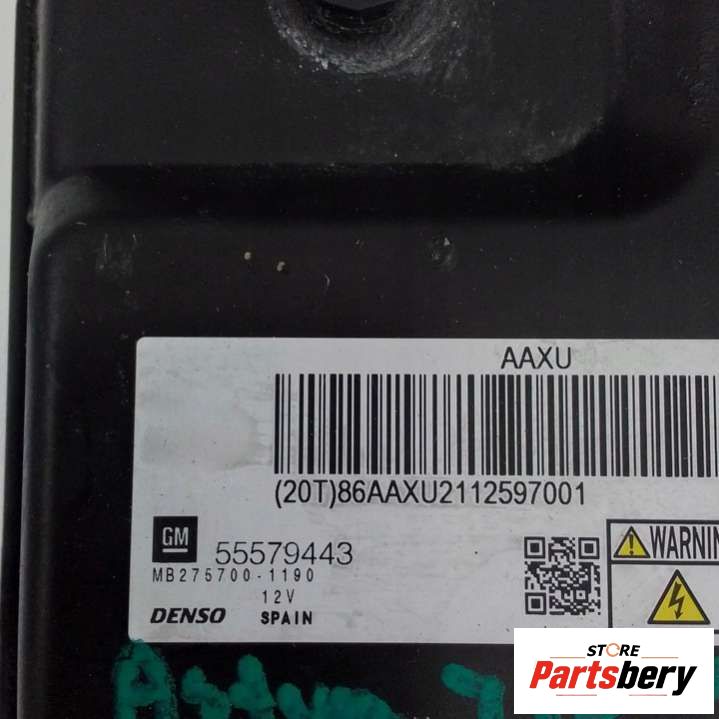 AAXU
(20T)86AAXU2112597001
GM
55579443
MB275700-1190
12V
DENSO SPAIN
WARNIN
STORE
Partsbery